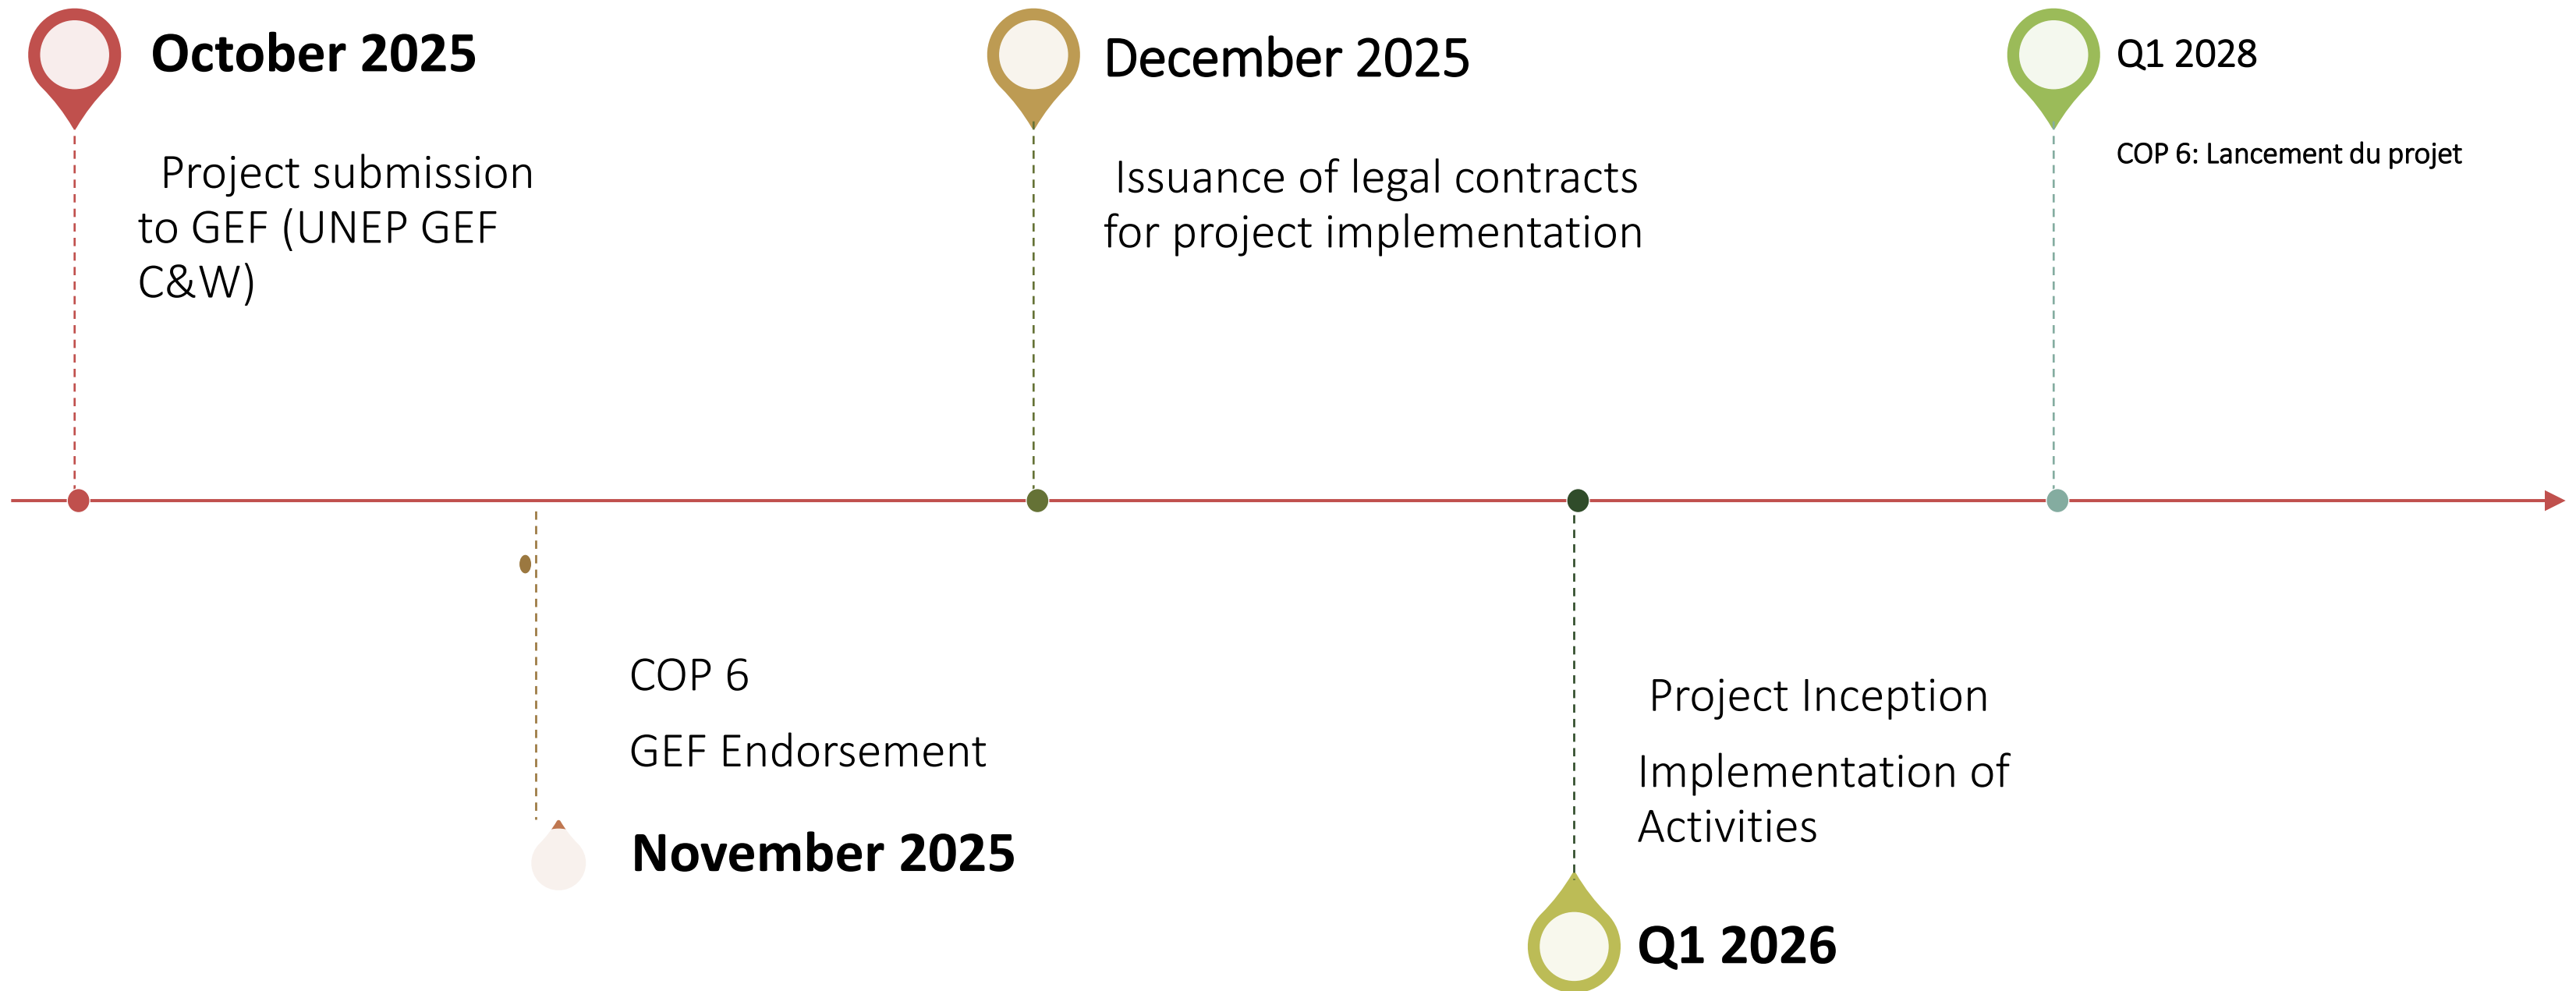 October 2025
Project submission
to GEF (UNEP GEF
C&W)
December 2025
Issuance of legal contracts
for project implementation
Q1 2028
COP 6: Lancement du projet
COP 6
GEF Endorsement
November 2025
Project Inception
Implementation of
Activities
Q1 2026